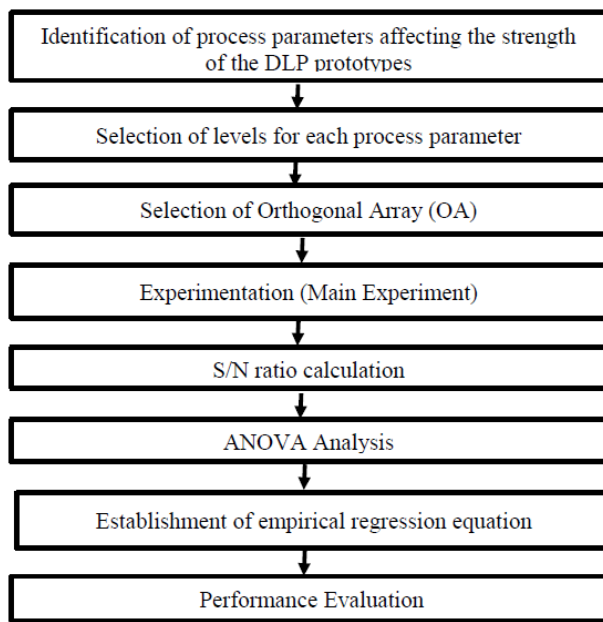 Identification of process parameters affecting the strength
of the DLP prototypes
Selection of levels for each process parameter
Selection of Orthogonal Array (OA)
Experimentation (Main Experiment)
S/N ratio calculation
ANOVA Analysis
Establishment of empirical regression equation
Performance Evaluation